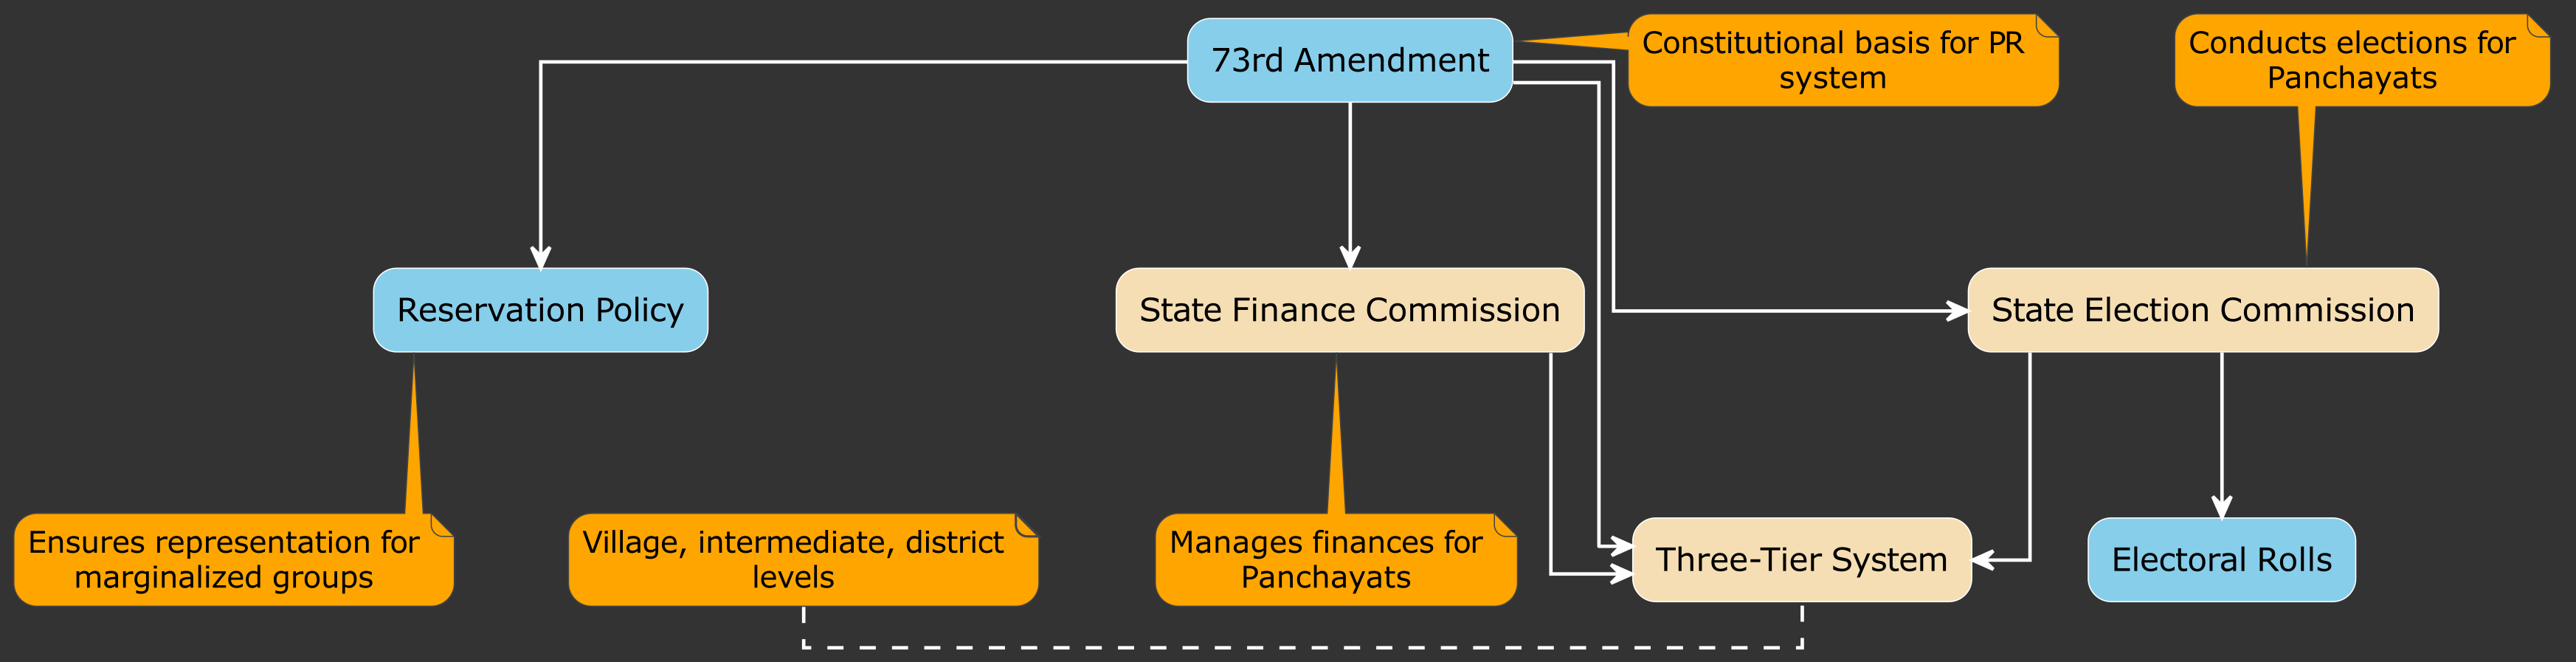 73rd Amendment
Constitutional basis for PR
system
Conducts elections for
Panchayats
Reservation Policy
State Finance Commission
State Election Commission
Ensures representation for
marginalized groups
Village, intermediate, district
levels
Manages finances for
Panchayats
Three-Tier System
Electoral Rolls